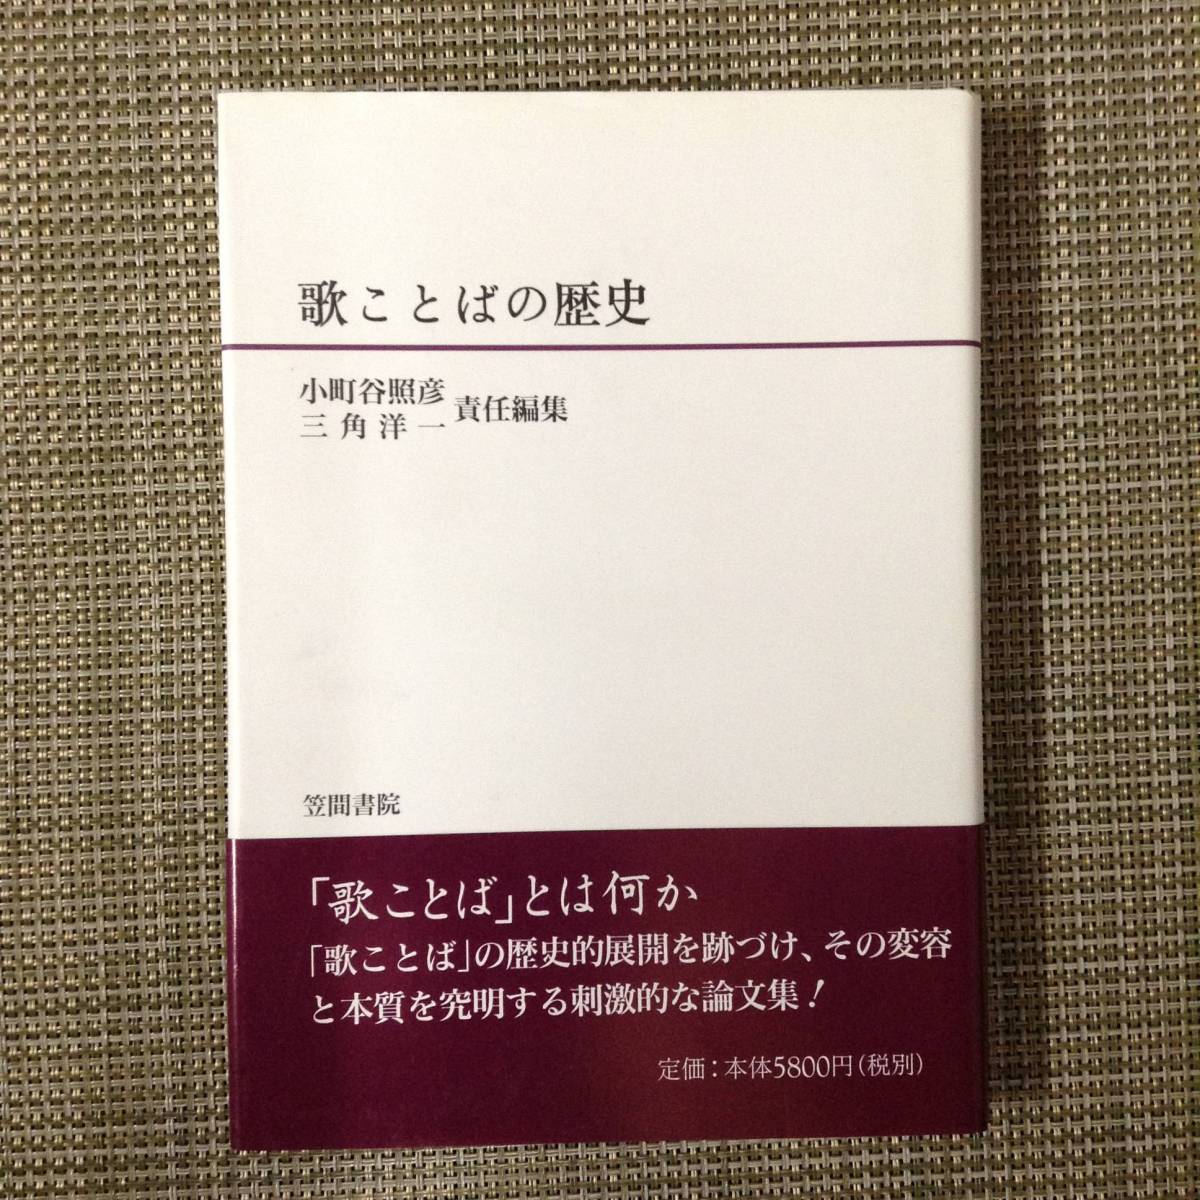 歌ことばの歴史
小町谷照彦
三角洋一
責任編集
笠間書院
「歌ことば」とは何か
「歌ことば」の歴史的展開を跡づけ、その変容
と本質を究明する刺激的な論文集!
定価:本体5800円(税別)